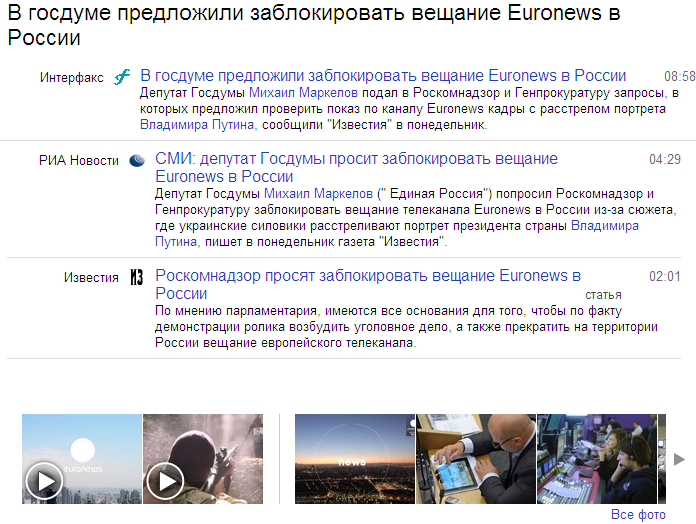 В госдуме предложили заблокировать вещание Euronews в
России
Интерфакс
В госдуме предложили заблокировать вещание Euronews в России
08:58
Депутат Госдумы Михаил Маркелов подал в Роскомнадзор и Генпрокуратуру запросы, в
которых предложил проверить показ по каналу Euronews кадры с расстрелом портрета
Владимира Путина, сообщили "Известия" в понедельник.
РИА Новости
СМИ: депутат Госдумы просит заблокировать
вещание
04:29
Euronews в России
Депутат Госдумы Михаил Маркелов (" Единая Россия") попросил Роскомнадзор и
Генпрокуратуру заблокировать вещание телеканала Euronews в России из-за сюжета,
где украинские силовики расстреливают портрет президента страны Владимира
Путина, пишет в понедельник газета "Известия".
Известия
ИЗ
Роскомнадзор просят заблокировать вещание Euronews в
02:01
России
статья
По мнению парламентария, имеются все основания для того, чтобы по факту
демонстрации ролика возбудить уголовное дело, а также прекратить на территории
России вещание европейского телеканала.
euronews
news
Все фото